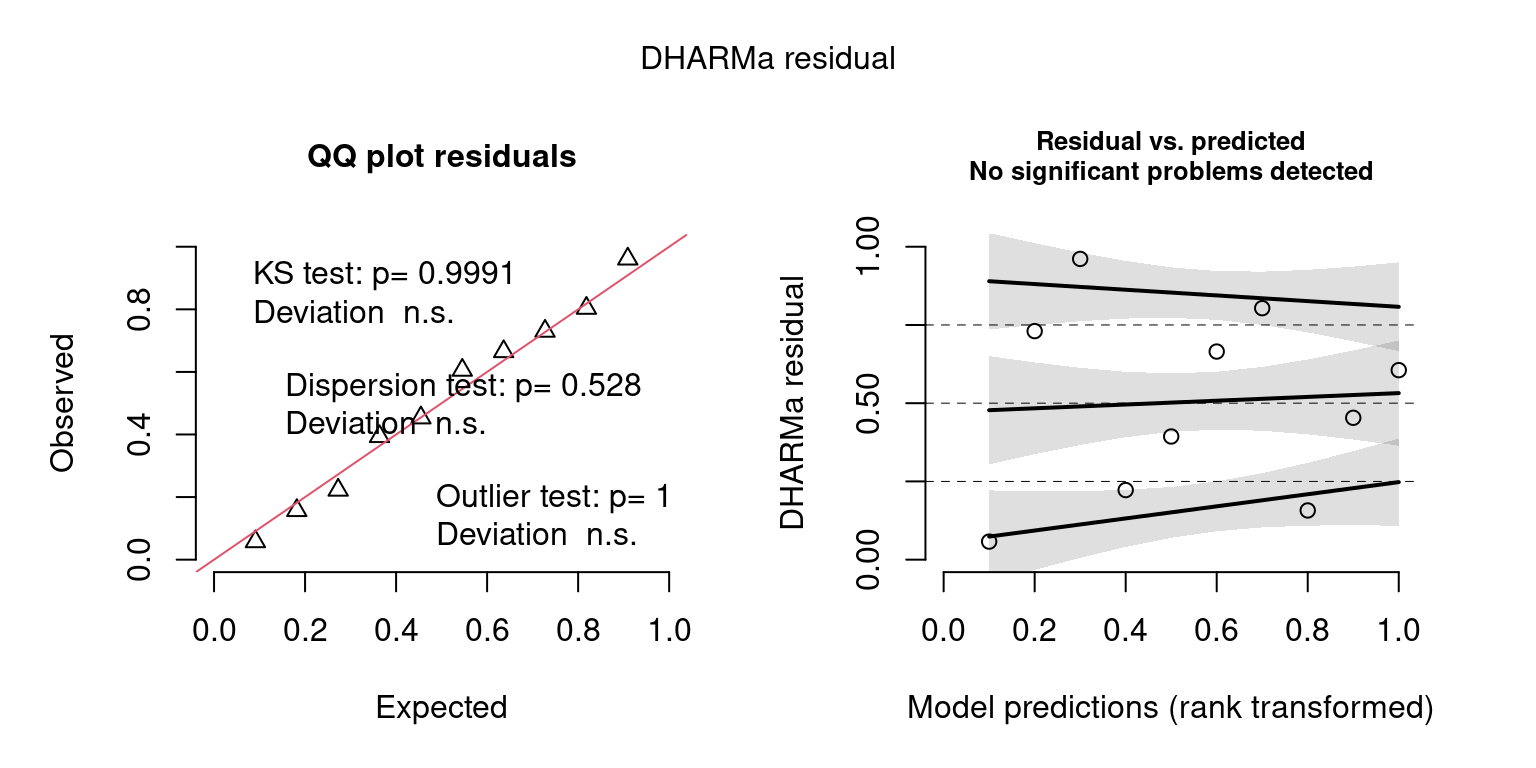 DHARMa residual
QQ plot residuals
KS test: p= 0.9991
Deviation  n.s.
Dispersion test: p= 0.528
Deviation  n.s.
Outlier test: p= 1
Deviation  n.s.
Observed
0.0
0.4
0.8
0.0 0.2 0.4 0.6 0.8 1.0
Expected
Residual vs. predicted
No significant problems detected
DHARMa residual
0.00
0.50
1.00
0.0 0.2 0.4 0.6 0.8 1.0
Model predictions (rank transformed)